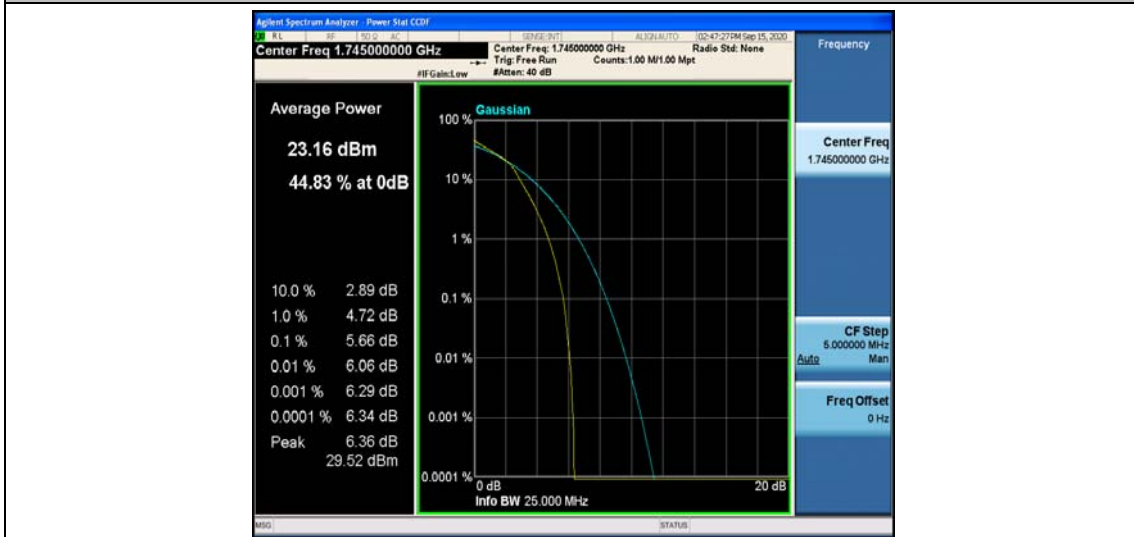 Agilent Spectrum Analyzer - Power Stat CCDF
RL RF 50 Ω AC SENSE:INT ALIGN AUTO 02:47:27 PM Sep 15, 2020
Center Freq 1.745000000 GHz
Center Freq: 1.745000000 GHz Radio Std: None
Trig: Free Run Counts:1.00 M/1.00 Mpt
#IFGain:Low #Atten: 40 dB
Frequency
Average Power
23.16 dBm
44.83 % at 0dB
10.0 % 2.89 dB
1.0 % 4.72 dB
0.1 % 5.66 dB
0.01 % 6.06 dB
0.001 % 6.29 dB
0.0001 % 6.34 dB
Peak 6.36 dB
29.52 dBm
Gaussian
100 %
10 %
1 %
0.1 %
0.01 %
0.001 %
0.0001 %
0 dB 20 dB
Info BW 25.000 MHz
Center Freq
1.745000000 GHz
CF Step
5.000000 MHz
Auto Man
Freq Offset
0 Hz
MSG STATUS